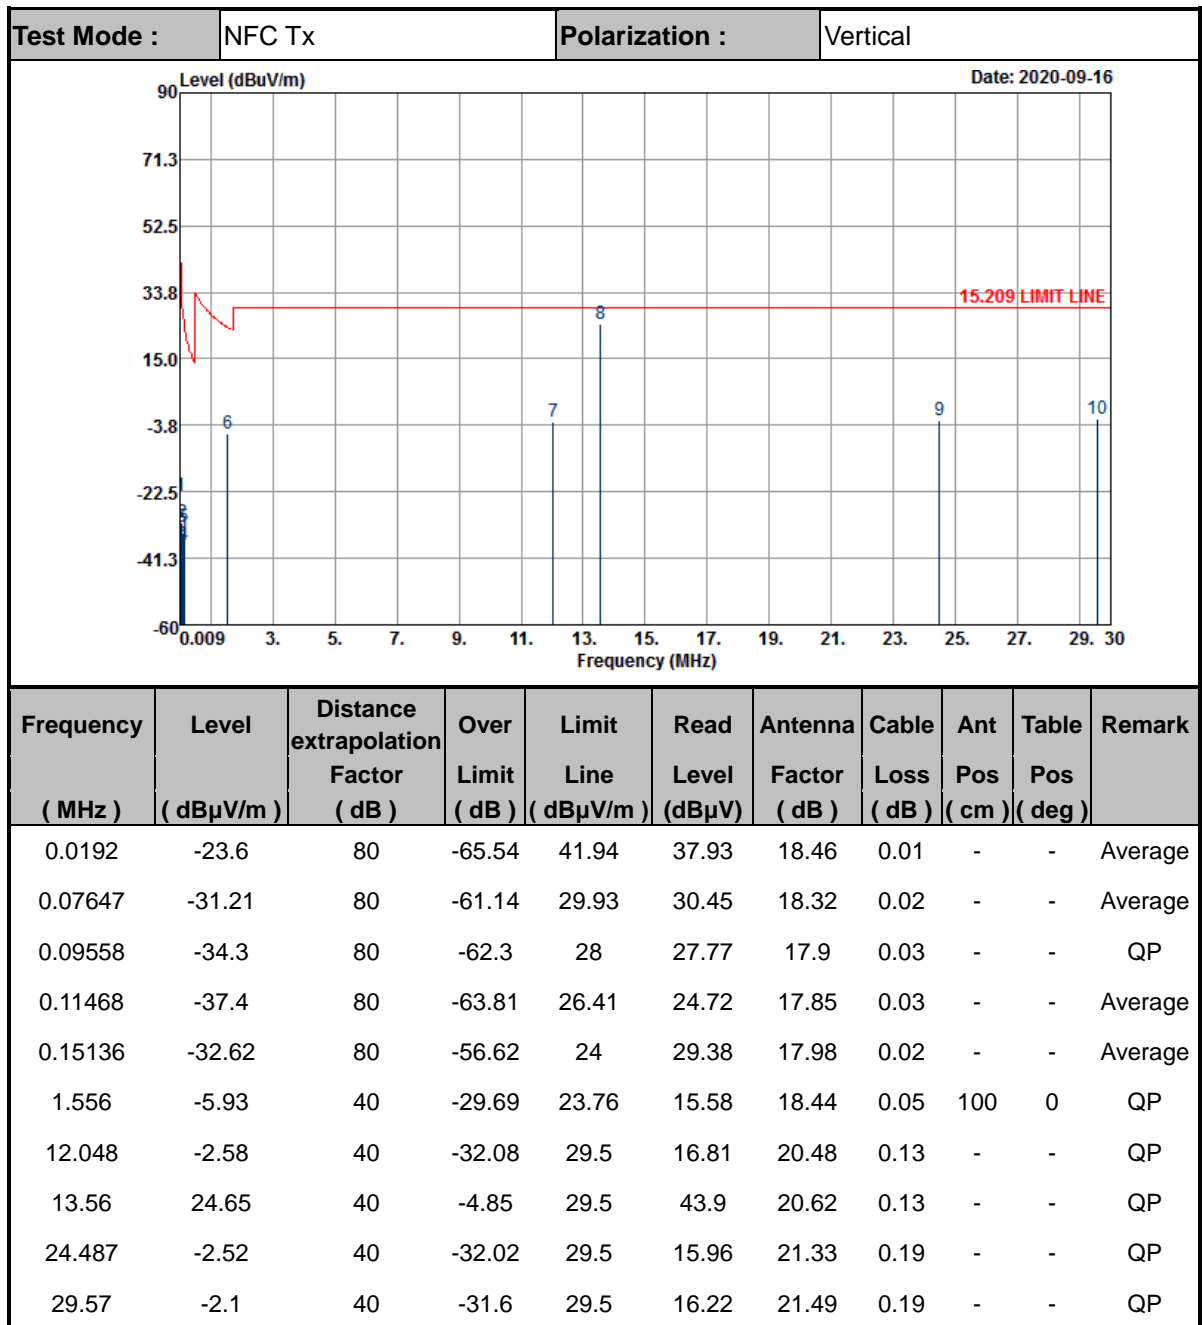 Test Mode : NFC Tx Polarization : Vertical
Level (dBuV/m) Date: 2020-09-16
90
71.3
52.5
33.8
15.0
-3.8
-22.5
-41.3
-60
15.209 LIMIT LINE
6
7
8
9
10
0.009 3. 5. 7. 9. 11. 13. 15. 17. 19. 21. 23. 25. 27. 29. 30
Frequency (MHz)
Frequency Level Distance extrapolation Over Limit Read Antenna Cable Ant Table Remark
Factor Limit Line Level Factor Loss Pos Pos
( MHz ) ( dBµV/m ) ( dB ) ( dB ) ( dBµV/m ) (dBµV) ( dB ) ( dB ) ( cm ) ( deg )
0.0192 -23.6 80 -65.54 41.94 37.93 18.46 0.01 - - Average
0.07647 -31.21 80 -61.14 29.93 30.45 18.32 0.02 - - Average
0.09558 -34.3 80 -62.3 28 27.77 17.9 0.03 - - QP
0.11468 -37.4 80 -63.81 26.41 24.72 17.85 0.03 - - Average
0.15136 -32.62 80 -56.62 24 29.38 17.98 0.02 - - Average
1.556 -5.93 40 -29.69 23.76 15.58 18.44 0.05 100 0 QP
12.048 -2.58 40 -32.08 29.5 16.81 20.48 0.13 - - QP
13.56 24.65 40 -4.85 29.5 43.9 20.62 0.13 - - QP
24.487 -2.52 40 -32.02 29.5 15.96 21.33 0.19 - - QP
29.57 -2.1 40 -31.6 29.5 16.22 21.49 0.19 - - QP